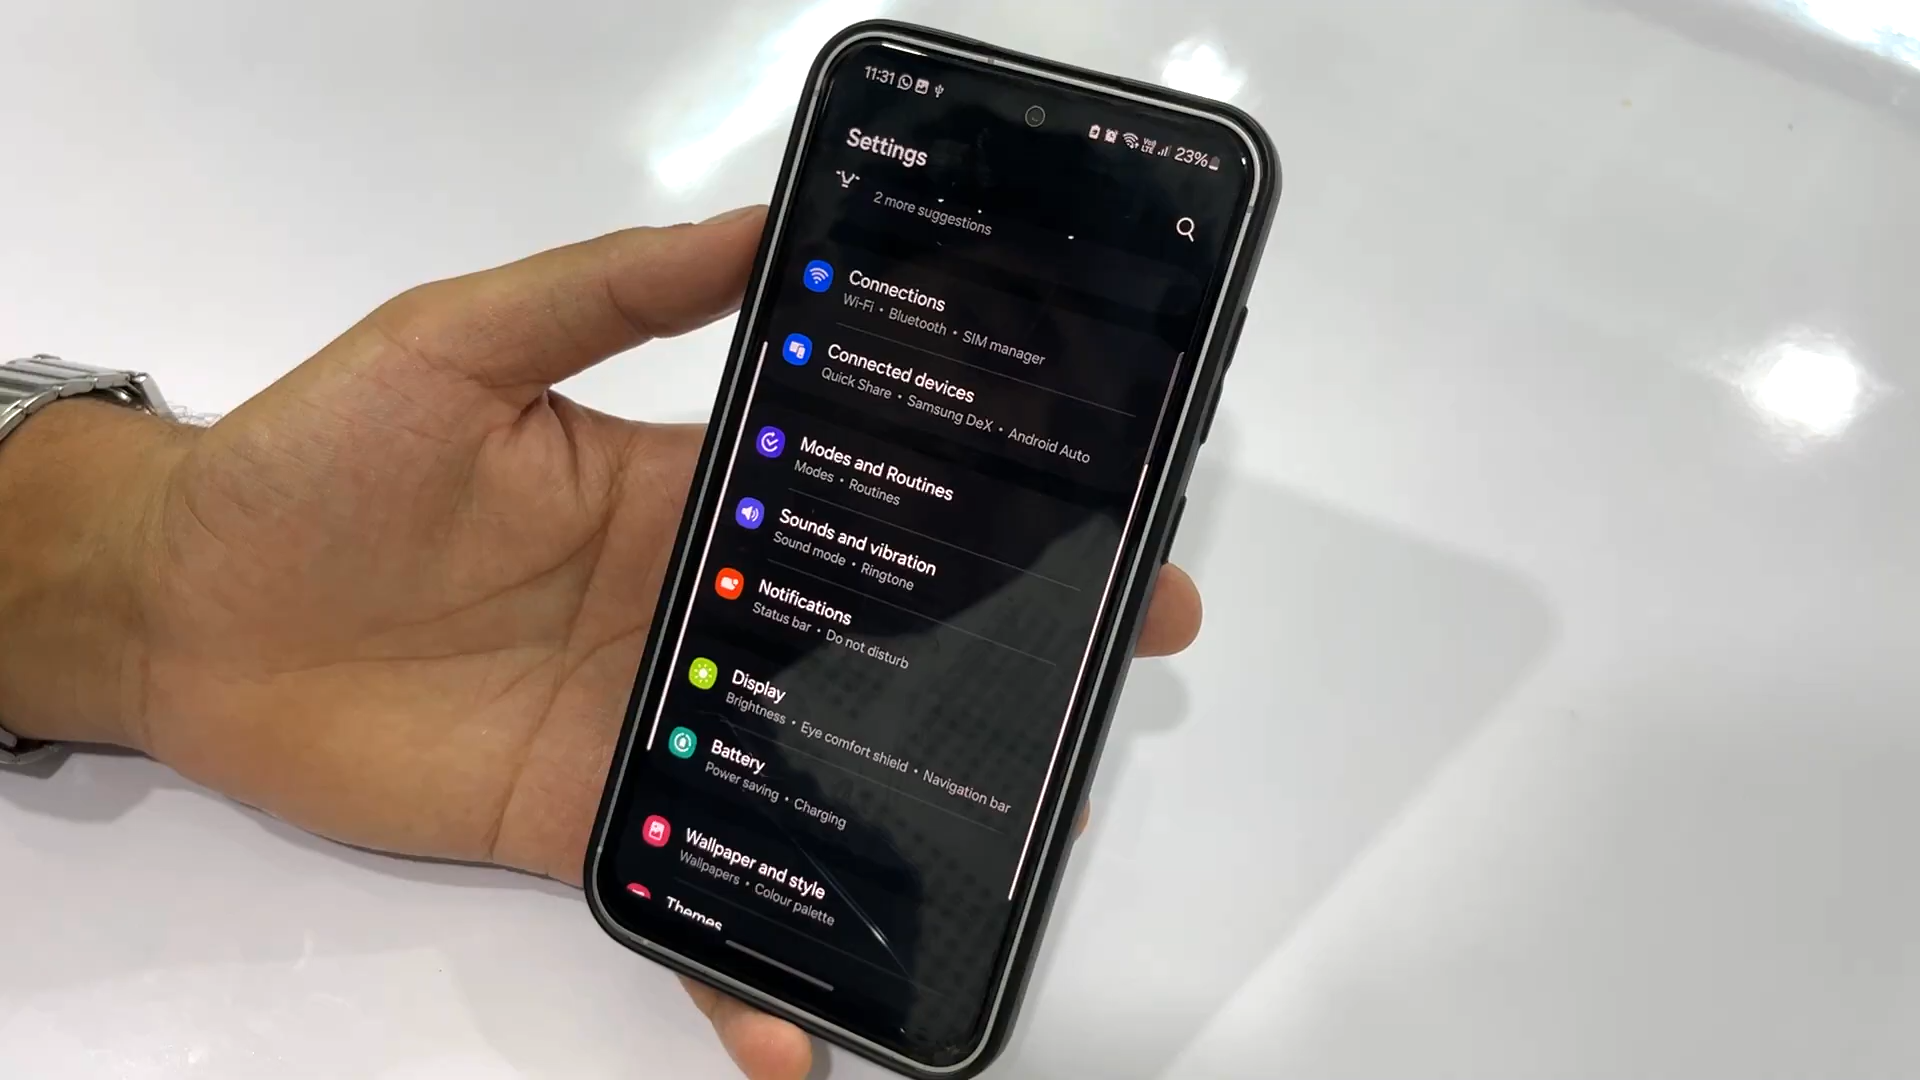 11:31
Vo))
LTE
23%
Settings
2 more suggestions
Connections
Wi-Fi • Bluetooth • SIM manager
Connected devices
Quick Share • Samsung DeX • Android Auto
Modes and Routines
Modes • Routines
Sounds and vibration
Sound mode • Ringtone
Notifications
Status bar • Do not disturb
Display
Brightness • Eye comfort shield • Navigation bar
Battery
Power saving • Charging
Wallpaper and style
Wallpapers • Colour palette
Themes